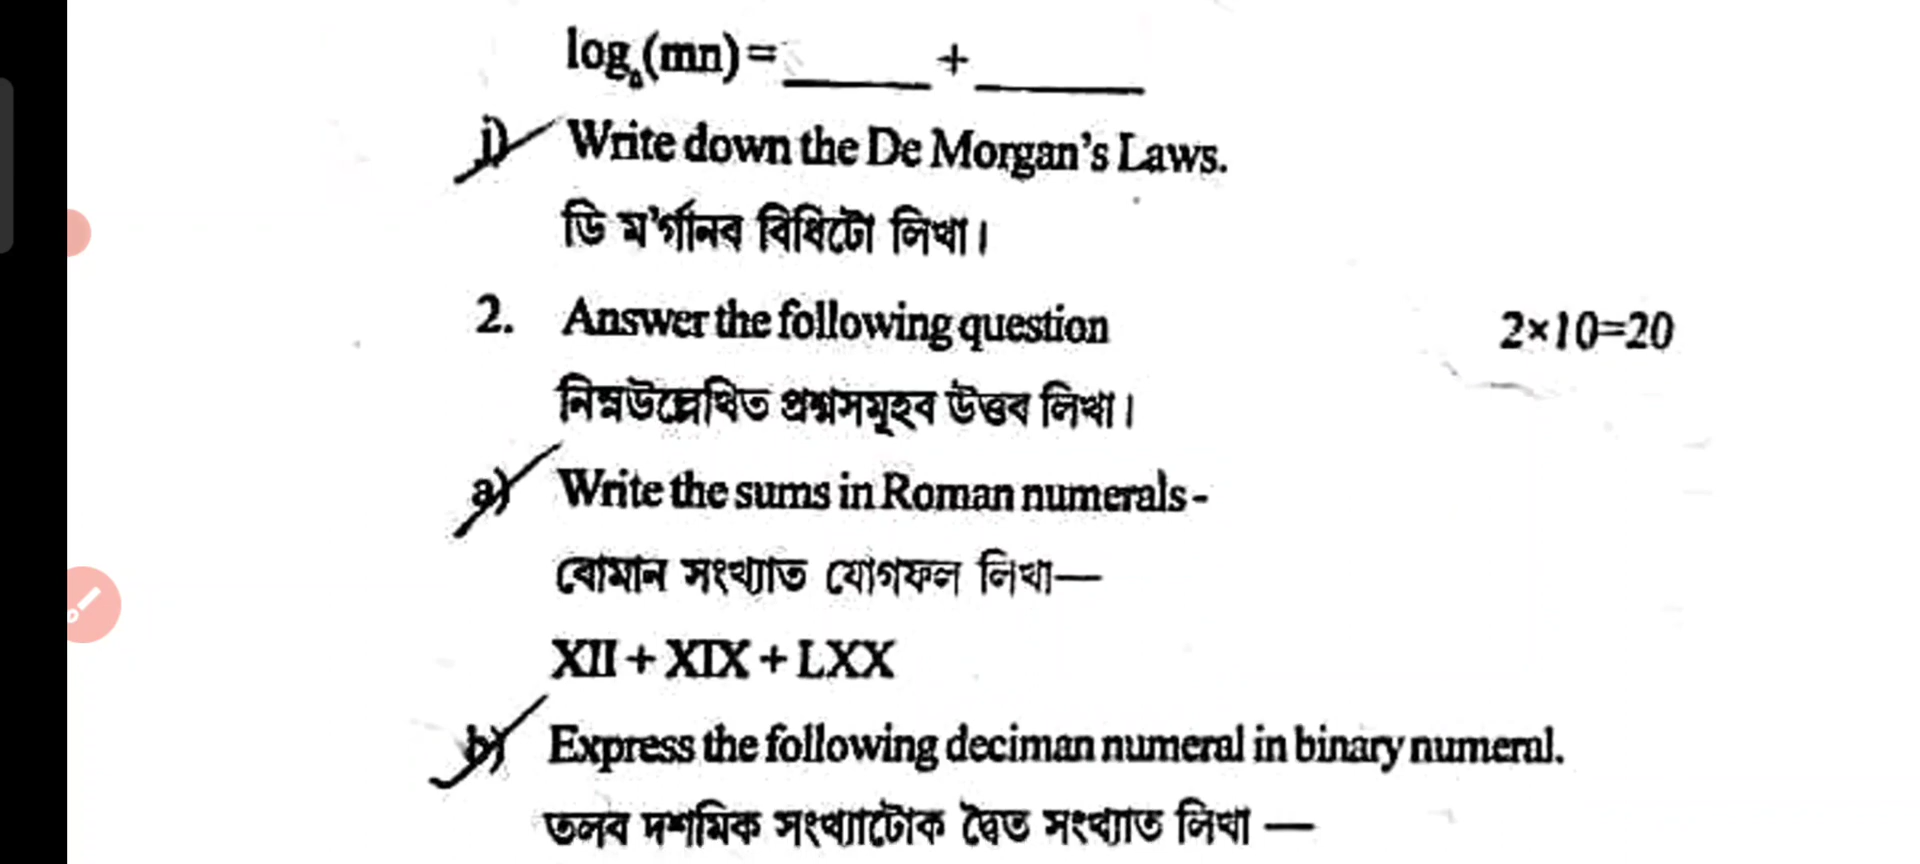 logₐ(mn) = _____ + _____
j) Write down the De Morgan's Laws.
ডি ম'ৰ্গানৰ বিধিটো লিখা।
2. Answer the following question 2×10=20
নিম্নউল্লেখিত প্ৰশ্নসমূহৰ উত্তৰ লিখা।
a) Write the sums in Roman numerals -
ৰোমান সংখ্যাত যোগফল লিখা—
XII + XIX + LXX
b) Express the following deciman numeral in binary numeral.
তলৰ দশমিক সংখ্যাটোক দ্বৈত সংখ্যাত লিখা —